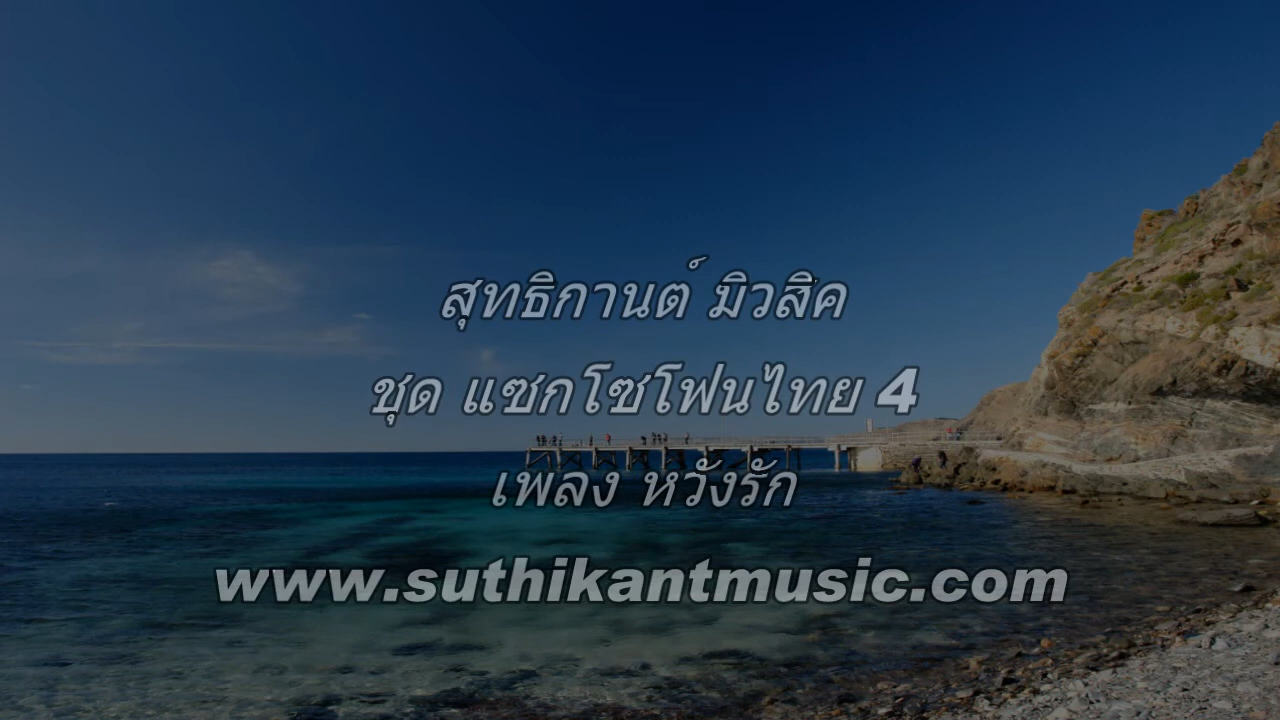 สุทธิกานต์ มิวสิค
ชุด แซกโซโฟนไทย 4
เพลง หวังรัก
www.suthikantmusic.com